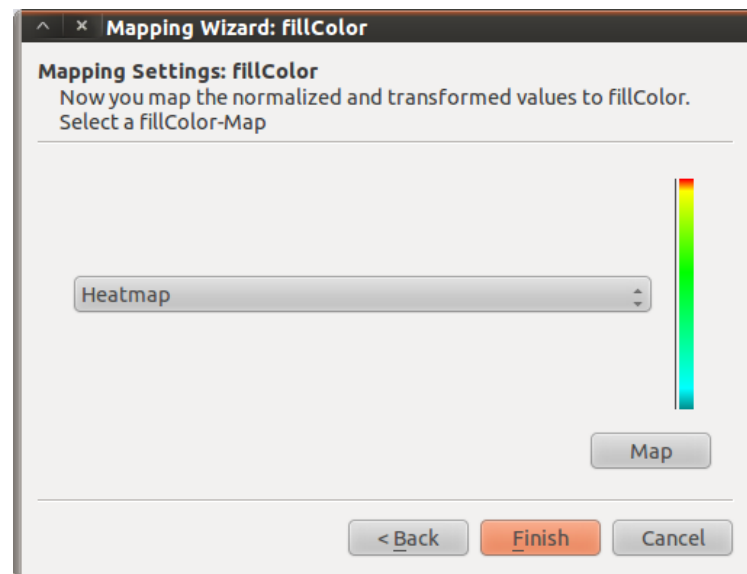 Mapping Wizard: fillColor
Mapping Settings: fillColor
Now you map the normalized and transformed values to fillColor.
Select a fillColor-Map
Heatmap
Map
< Back Finish Cancel